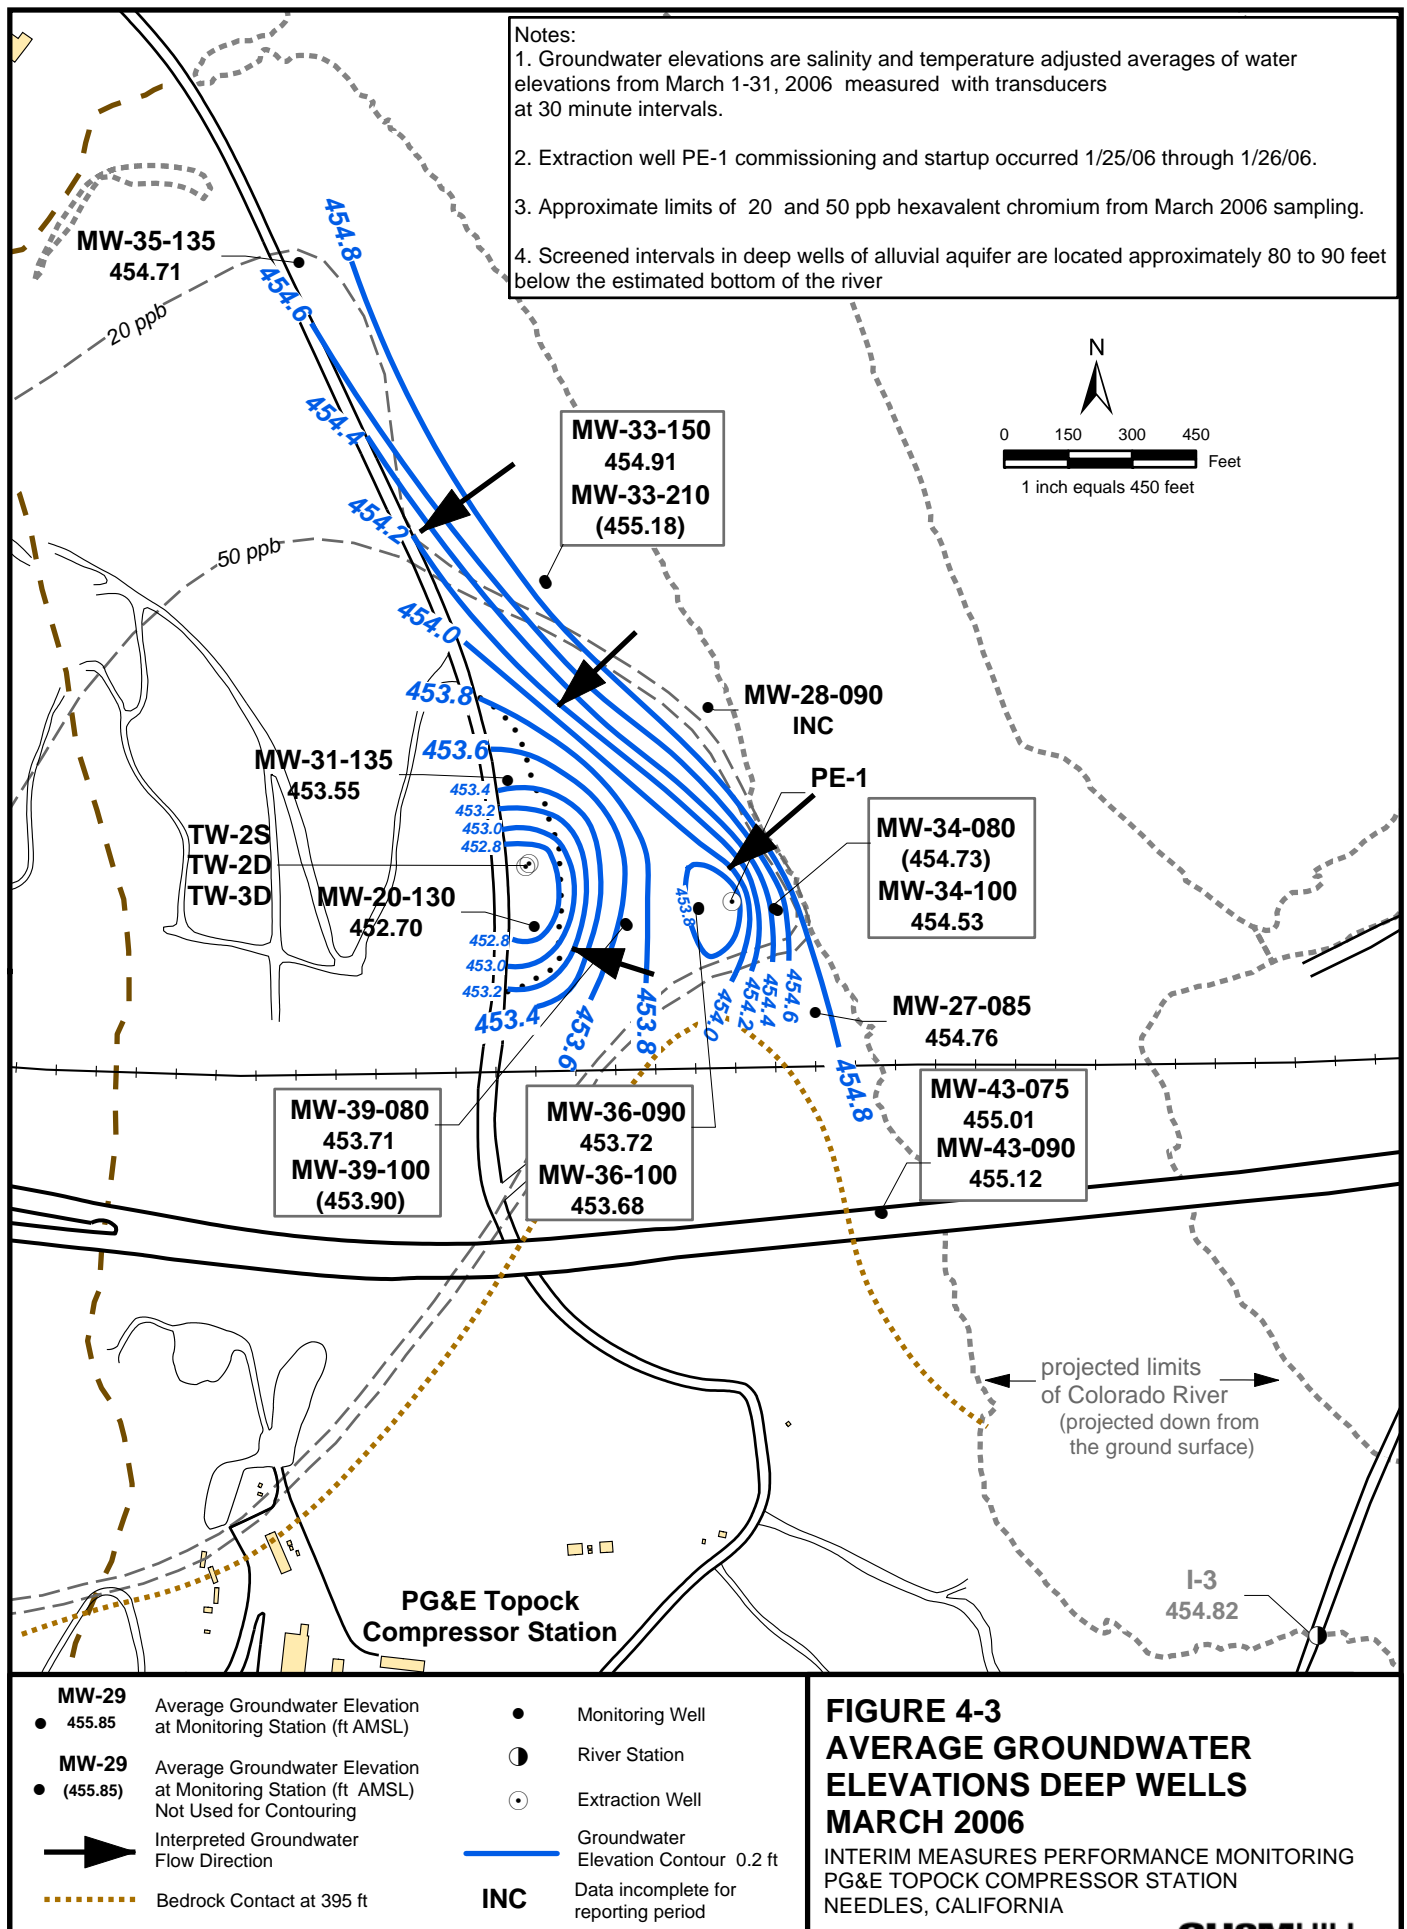 Notes:
1. Groundwater elevations are salinity and temperature adjusted averages of water
elevations from March 1-31, 2006 measured with transducers
at 30 minute intervals.
2. Extraction well PE-1 commissioning and startup occurred 1/25/06 through 1/26/06.
3. Approximate limits of 20 and 50 ppb hexavalent chromium from March 2006 sampling.
4. Screened intervals in deep wells of alluvial aquifer are located approximately 80 to 90 feet
below the estimated bottom of the river
MW-35-135
454.71
454.8
454.6
20 ppb
N
0 150 300 450
Feet
1 inch equals 450 feet
454.4
MW-33-150
454.91
MW-33-210
(455.18)
454.2
50 ppb
454.0
453.8
MW-28-090
INC
453.6
MW-31-135
453.55
PE-1
453.4
453.2
453.0
452.8
TW-2S
TW-2D
TW-3D
MW-34-080
(454.73)
MW-34-100
454.53
MW-20-130
452.70
453.8
452.8
453.0
453.2
453.4
453.6
453.8
454.0
454.2
454.4
454.6
MW-27-085
454.76
454.8
MW-39-080
453.71
MW-39-100
(453.90)
MW-36-090
453.72
MW-36-100
453.68
MW-43-075
455.01
MW-43-090
455.12
projected limits
of Colorado River
(projected down from
the ground surface)
I-3
454.82
PG&E Topock
Compressor Station
MW-29
455.85
Average Groundwater Elevation
at Monitoring Station (ft AMSL)
MW-29
(455.85)
Average Groundwater Elevation
at Monitoring Station (ft AMSL)
Not Used for Contouring
Interpreted Groundwater
Flow Direction
Bedrock Contact at 395 ft
Monitoring Well
River Station
Extraction Well
Groundwater
Elevation Contour 0.2 ft
INC
Data incomplete for
reporting period
FIGURE 4-3
AVERAGE GROUNDWATER
ELEVATIONS DEEP WELLS
MARCH 2006
INTERIM MEASURES PERFORMANCE MONITORING
PG&E TOPOCK COMPRESSOR STATION
NEEDLES, CALIFORNIA